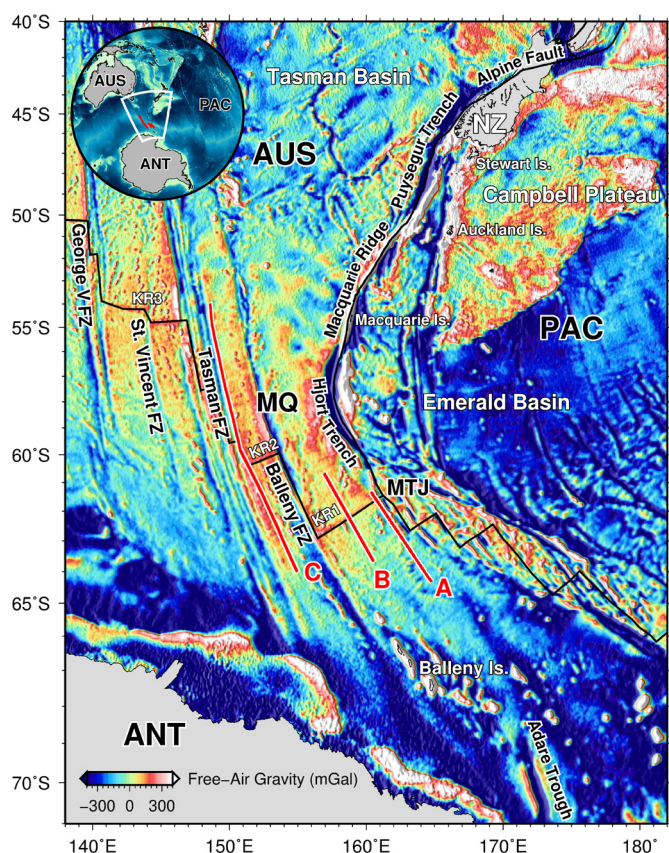 40°S
45°S
50°S
55°S
60°S
65°S
70°S
140°E
150°E
160°E
170°E
180°E
AUS
PAC
ANT
Tasman Basin
Alpine Fault
NZ
AUS
Puysegur Trench
Stewart Is.
Campbell Plateau
Auckland Is.
George V FZ
KR3
Macquarie Ridge
Macquarie Is.
PAC
St. Vincent FZ
Tasman FZ
MQ
Hjort Trench
Emerald Basin
KR2
Balleny FZ
MTJ
KR1
C
B
A
Balleny Is.
ANT
Adare Trough
Free-Air Gravity (mGal)
−300 0 300